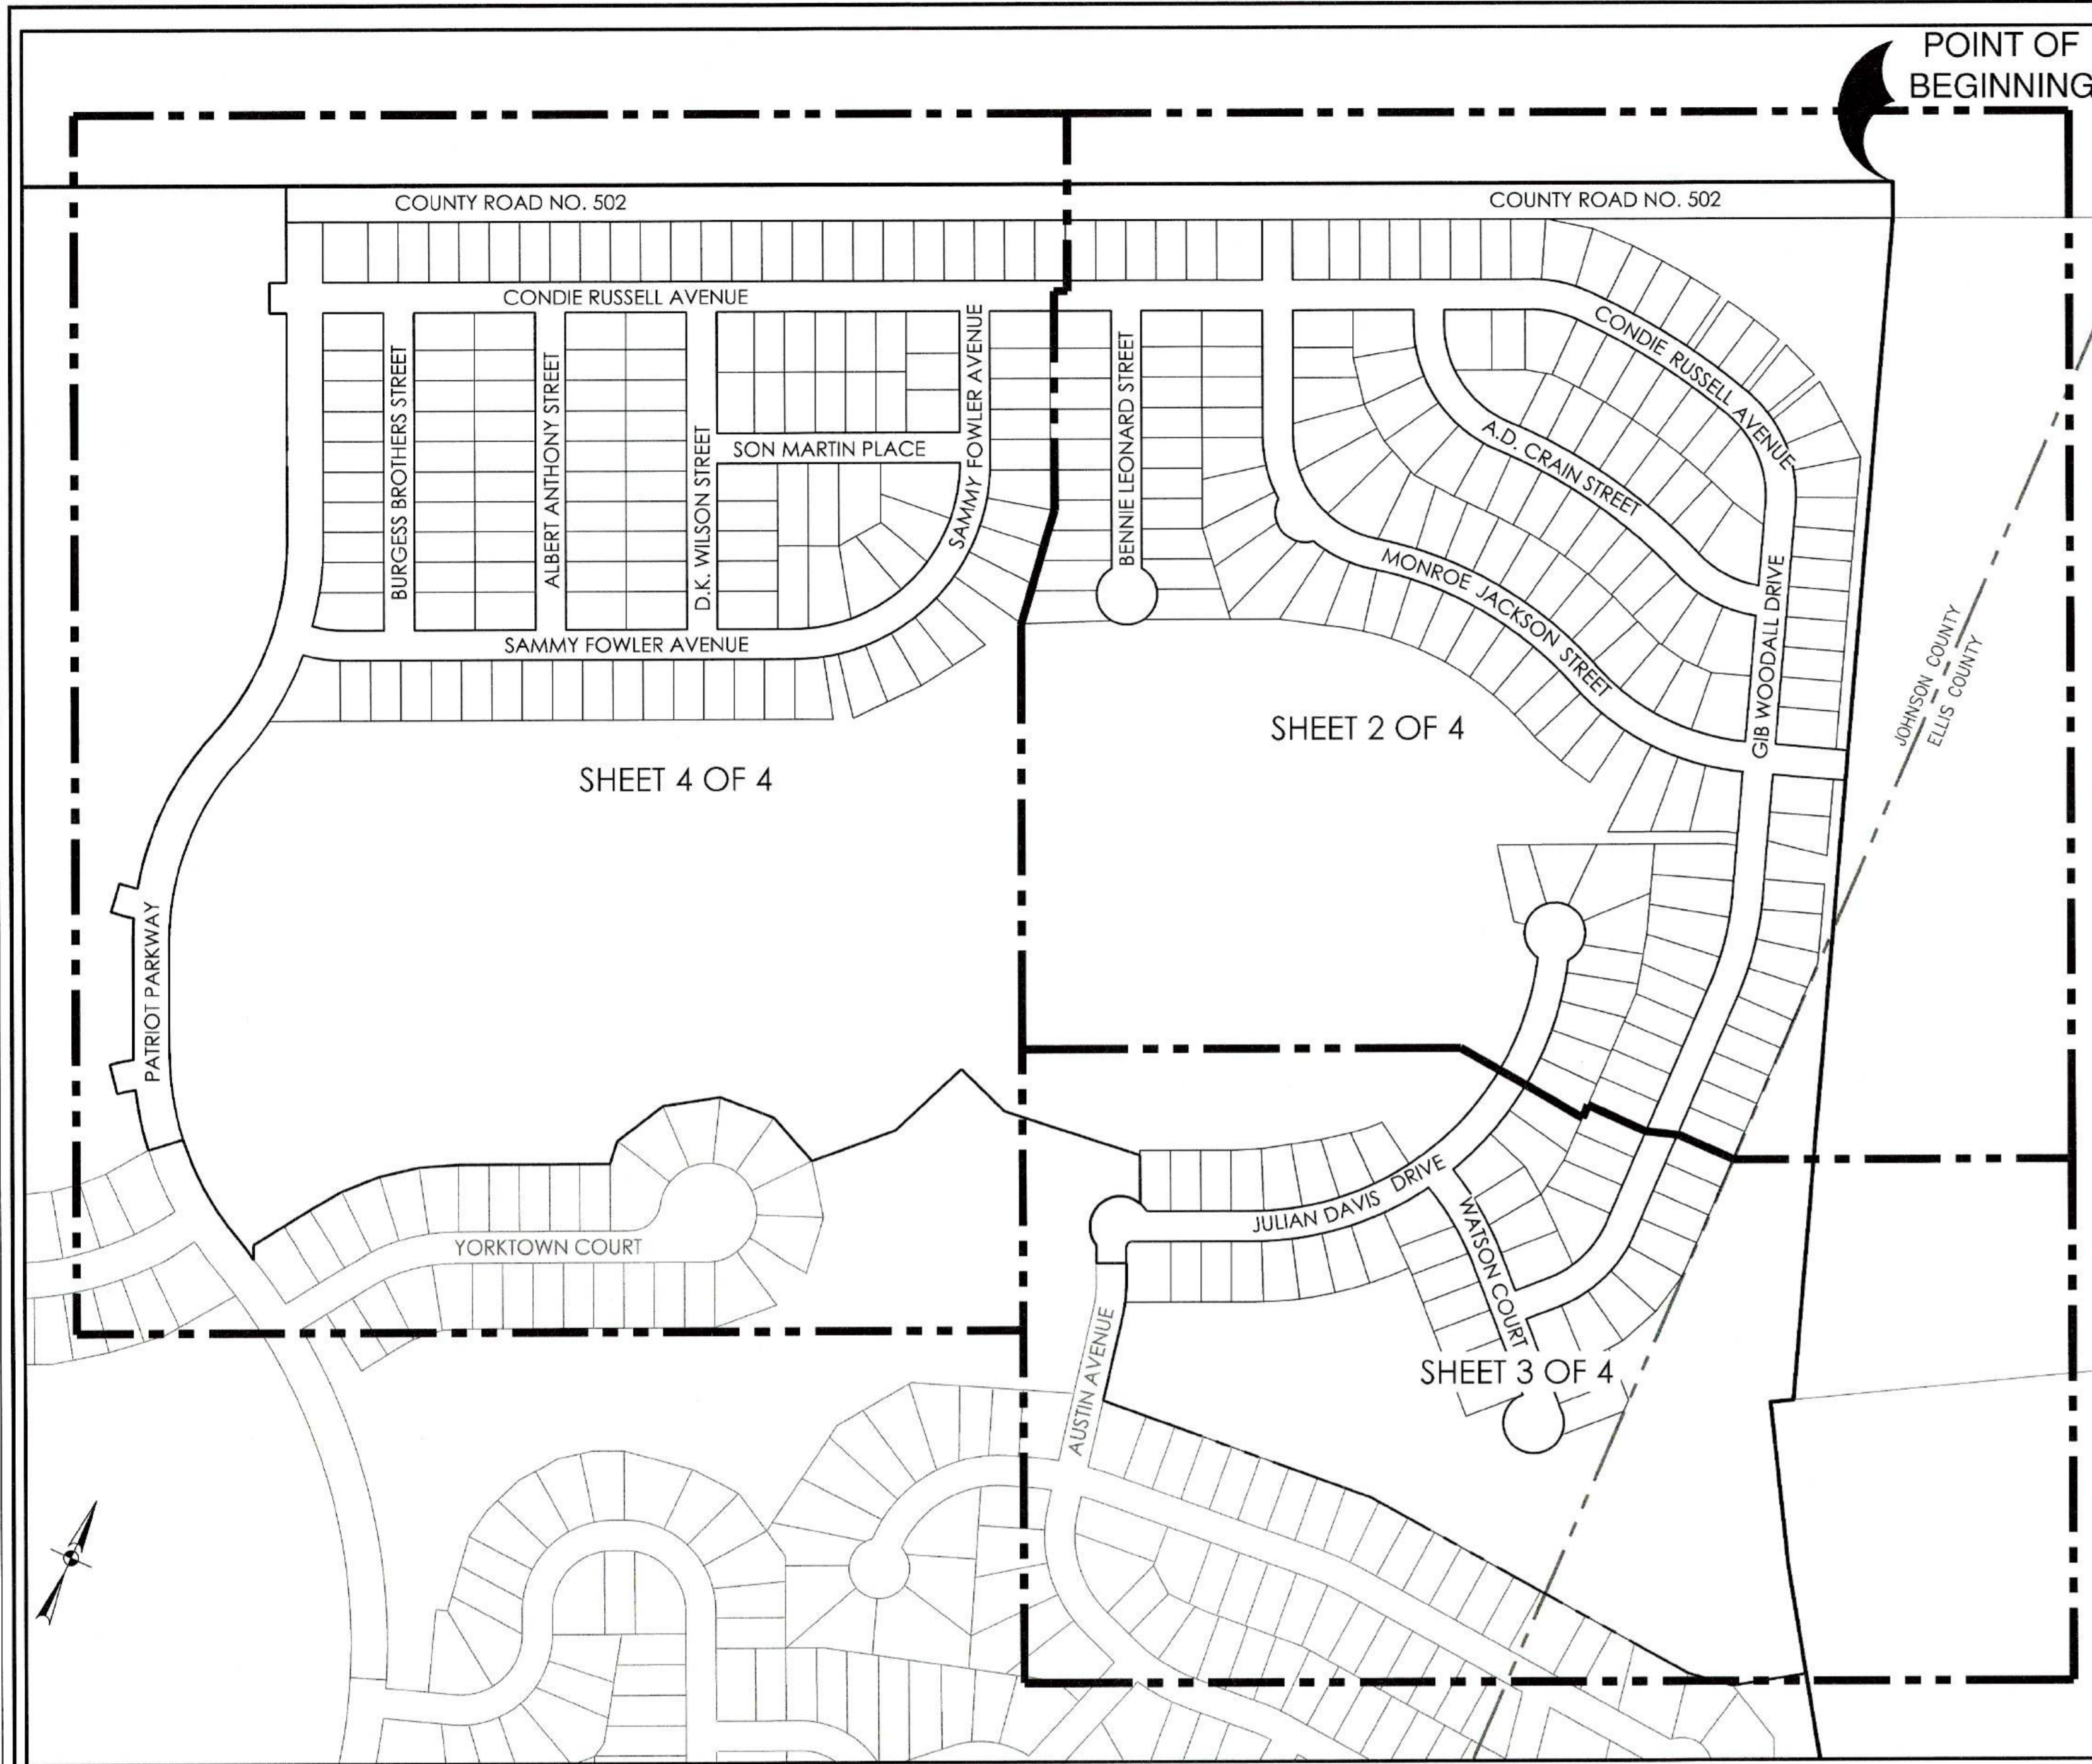 POINT OF
BEGINNING
COUNTY ROAD NO. 502
COUNTY ROAD NO. 502
CONDIE RUSSELL AVENUE
CONDIE RUSSELL AVENUE
BURGESS BROTHERS STREET
ALBERT ANTHONY STREET
D.K. WILSON STREET
SON MARTIN PLACE
SAMMY FOWLER AVENUE
BENNIE LEONARD STREET
A.D. CRAIN STREET
MONROE JACKSON STREET
GIB WOODALL DRIVE
JOHNSON COUNTY
ELLIS COUNTY
SAMMY FOWLER AVENUE
SHEET 2 OF 4
SHEET 4 OF 4
PATRIOT PARKWAY
JULIAN DAVIS DRIVE
WATSON COURT
YORKTOWN COURT
AUSTIN AVENUE
SHEET 3 OF 4